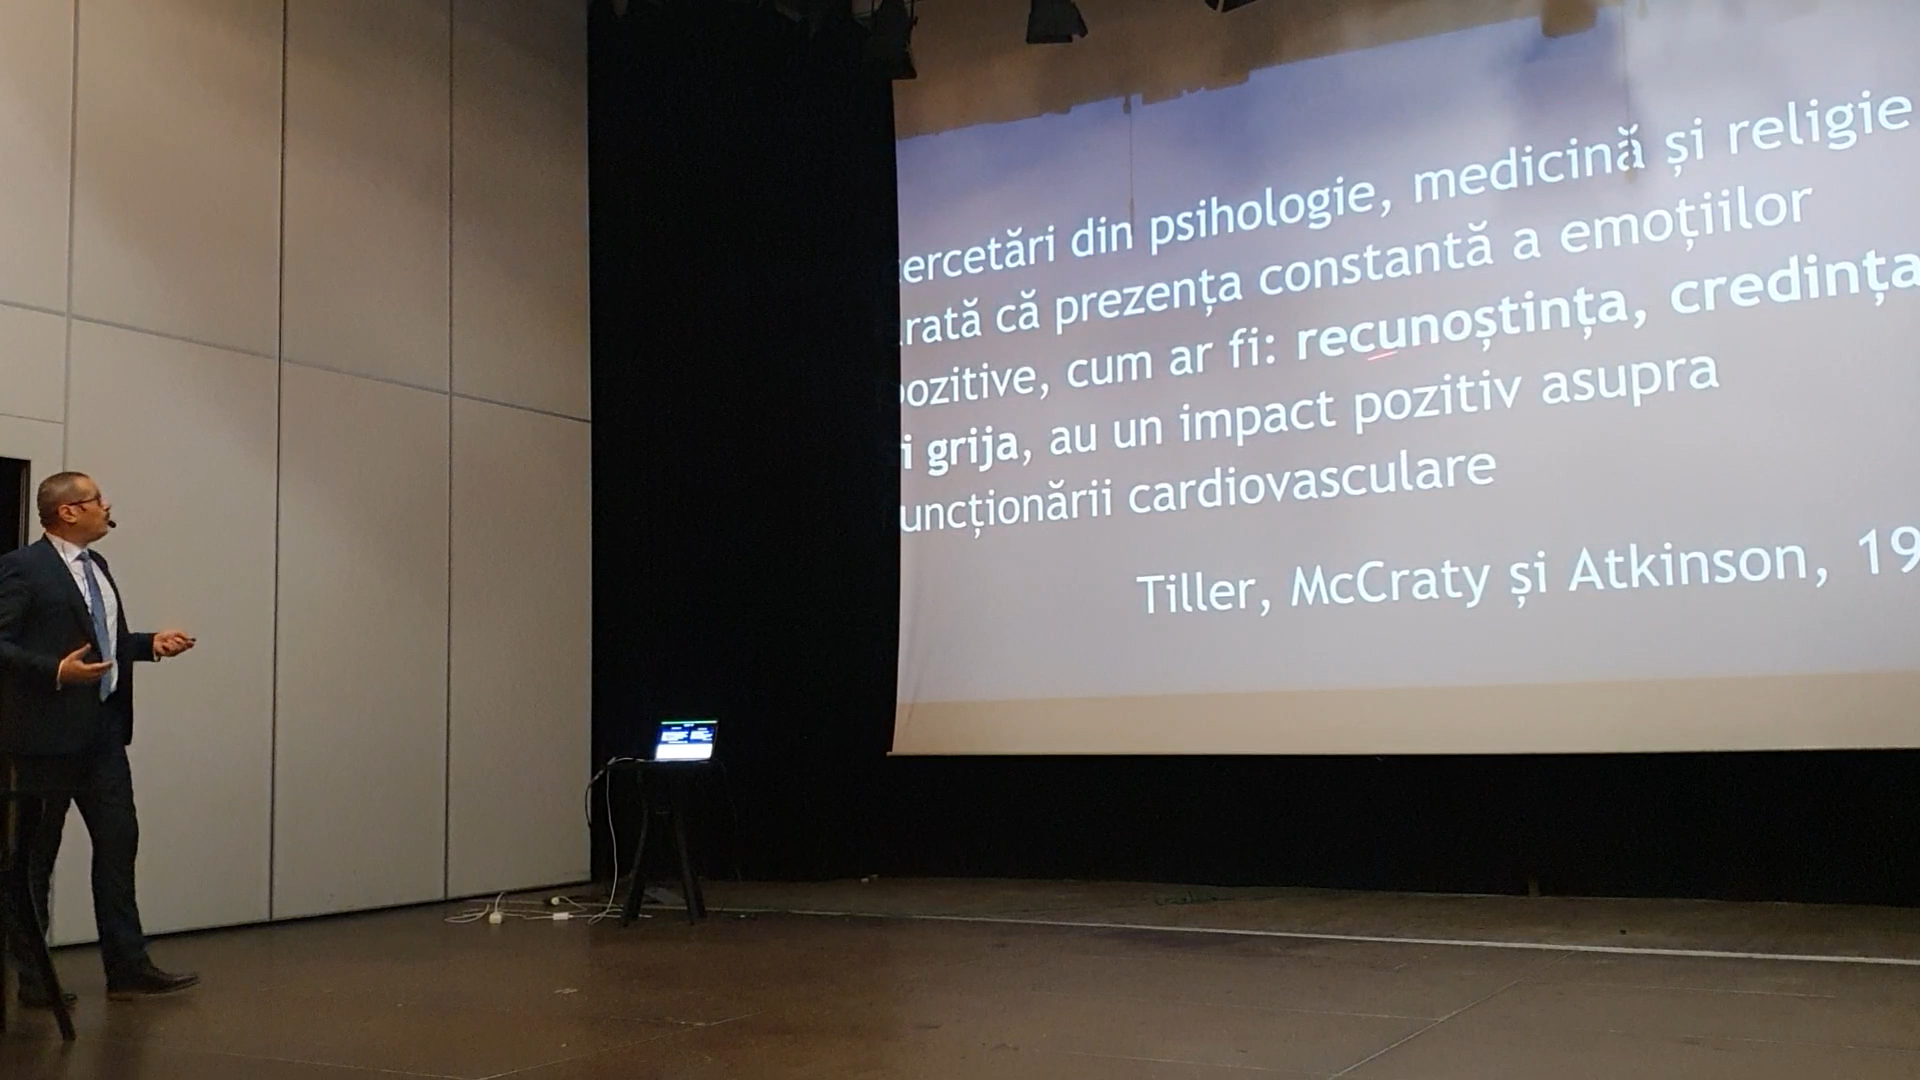 ercetări din psihologie, medicină și religie
rată că prezența constantă a emoțiilor
ozitive, cum ar fi: recunoștința, credința
i grija, au un impact pozitiv asupra
uncționării cardiovasculare
Tiller, McCraty și Atkinson, 19